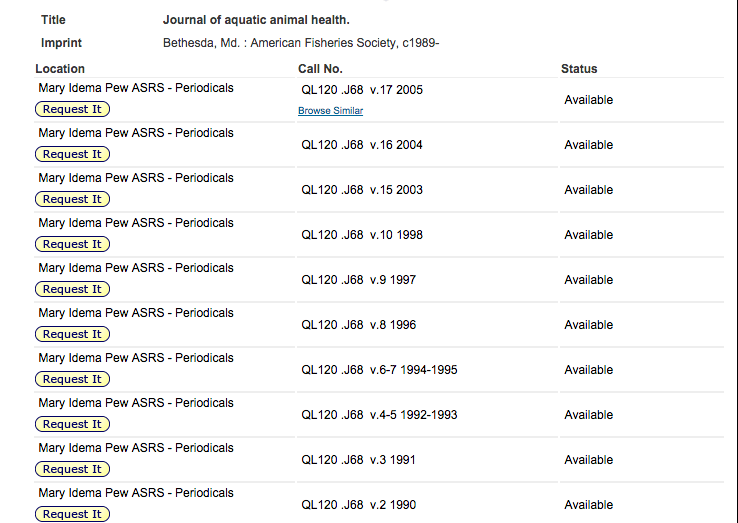 Title Journal of aquatic animal health.
Imprint Bethesda, Md. : American Fisheries Society, c1989-
Location Call No. Status
Mary Idema Pew ASRS - Periodicals
Request It
QL120 .J68 v.17 2005
Browse Similar
Available
Mary Idema Pew ASRS - Periodicals
Request It
QL120 .J68 v.16 2004
Available
Mary Idema Pew ASRS - Periodicals
Request It
QL120 .J68 v.15 2003
Available
Mary Idema Pew ASRS - Periodicals
Request It
QL120 .J68 v.10 1998
Available
Mary Idema Pew ASRS - Periodicals
Request It
QL120 .J68 v.9 1997
Available
Mary Idema Pew ASRS - Periodicals
Request It
QL120 .J68 v.8 1996
Available
Mary Idema Pew ASRS - Periodicals
Request It
QL120 .J68 v.6-7 1994-1995
Available
Mary Idema Pew ASRS - Periodicals
Request It
QL120 .J68 v.4-5 1992-1993
Available
Mary Idema Pew ASRS - Periodicals
Request It
QL120 .J68 v.3 1991
Available
Mary Idema Pew ASRS - Periodicals
Request It
QL120 .J68 v.2 1990
Available